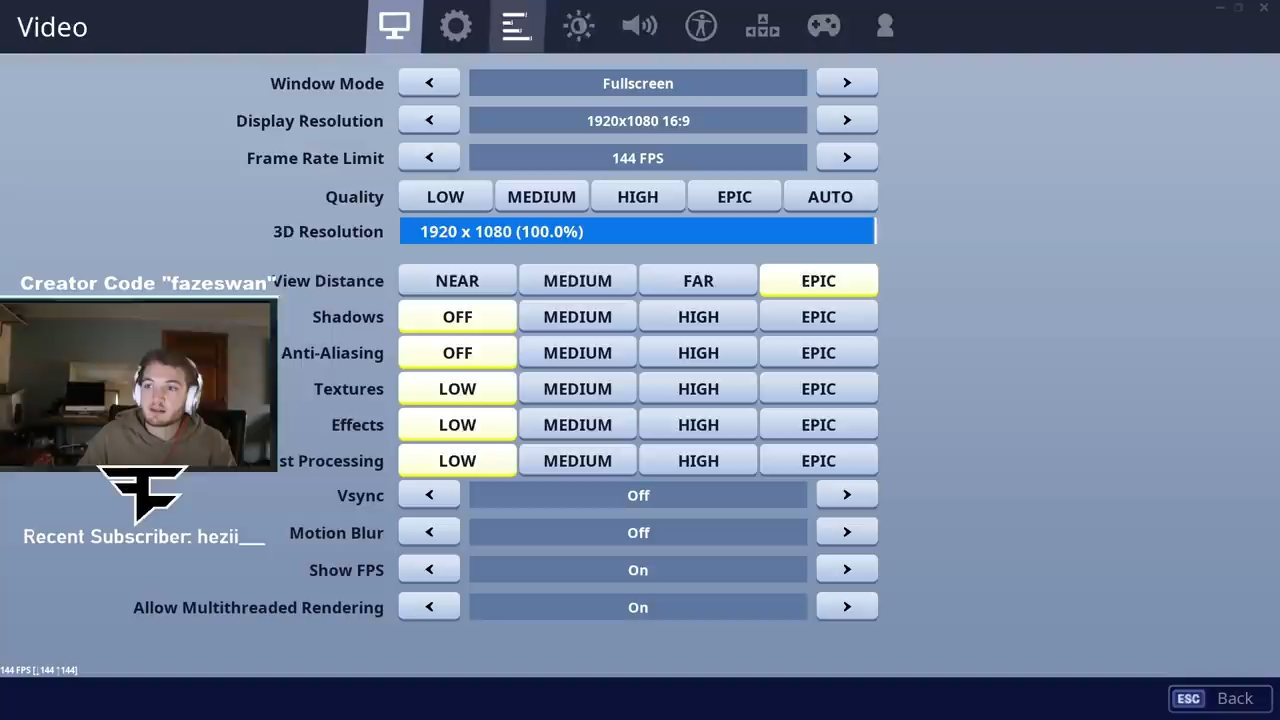 Video
Window Mode < Fullscreen >
Display Resolution < 1920x1080 16:9 >
Frame Rate Limit < 144 FPS >
Quality LOW MEDIUM HIGH EPIC AUTO
3D Resolution 1920 x 1080 (100.0%)
Creator Code "fazeswan"
View Distance NEAR MEDIUM FAR EPIC
Shadows OFF MEDIUM HIGH EPIC
Anti-Aliasing OFF MEDIUM HIGH EPIC
Textures LOW MEDIUM HIGH EPIC
Effects LOW MEDIUM HIGH EPIC
st Processing LOW MEDIUM HIGH EPIC
Vsync < Off >
Recent Subscriber: hezii__
Motion Blur < Off >
Show FPS < On >
Allow Multithreaded Rendering < On >
144 FPS [↓144 ↑144]
ESC Back